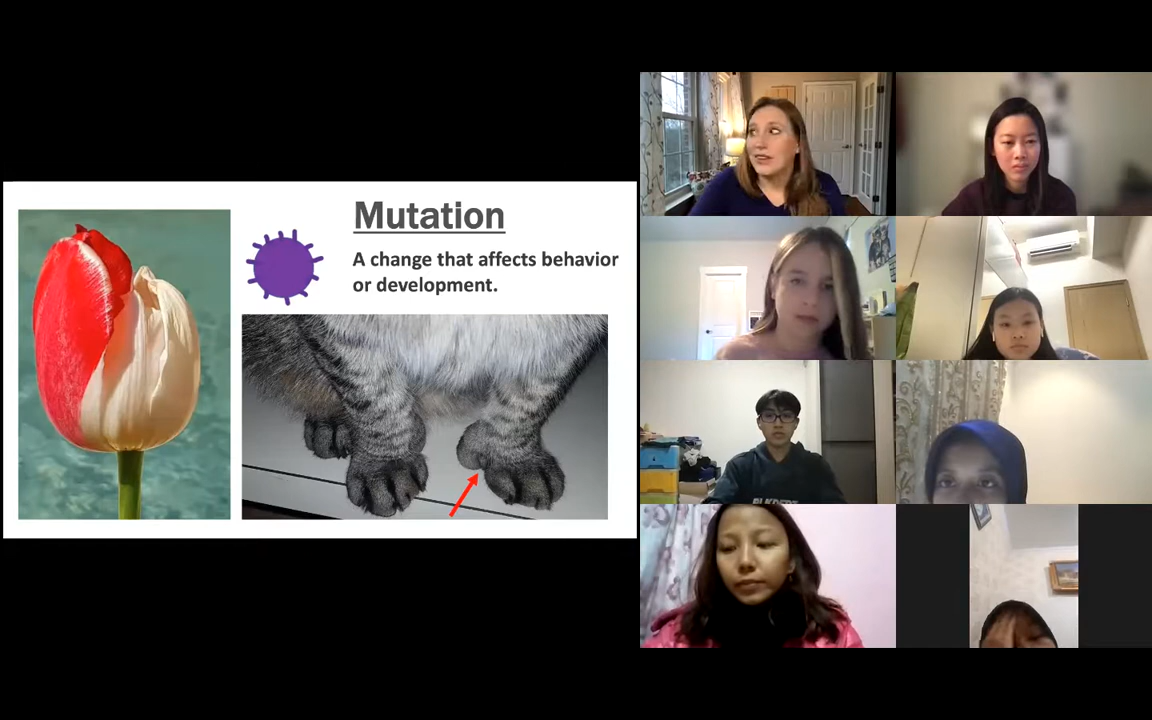 Mutation
A change that affects behavior
or development.